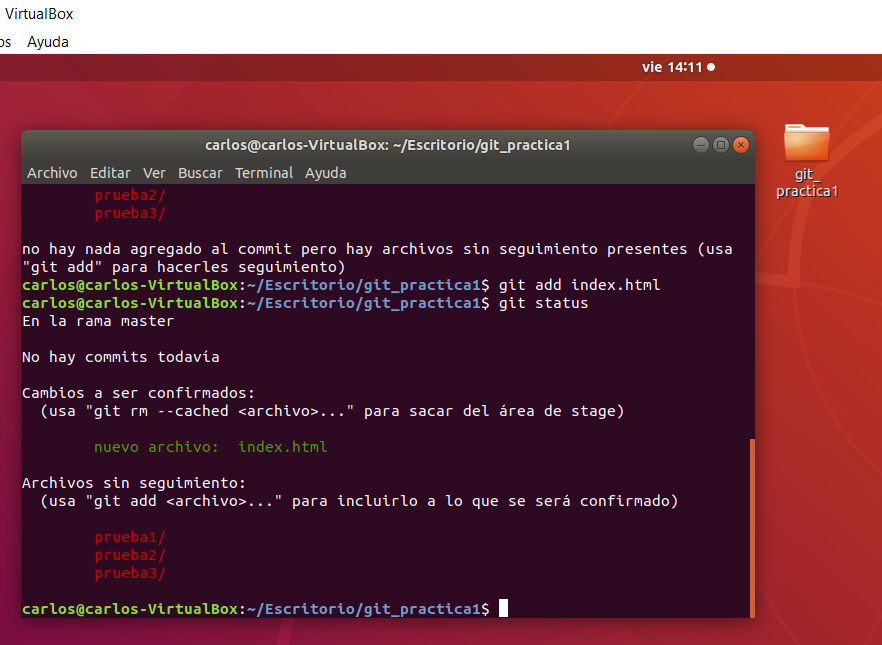 VirtualBox
os Ayuda
vie 14:11
carlos@carlos-VirtualBox: ~/Escritorio/git_practica1
Archivo Editar Ver Buscar Terminal Ayuda
prueba2/
prueba3/
no hay nada agregado al commit pero hay archivos sin seguimiento presentes (usa
"git add" para hacerles seguimiento)
carlos@carlos-VirtualBox:~/Escritorio/git_practica1$ git add index.html
carlos@carlos-VirtualBox:~/Escritorio/git_practica1$ git status
En la rama master
No hay commits todavía
Cambios a ser confirmados:
(usa "git rm --cached <archivo>..." para sacar del área de stage)
nuevo archivo: index.html
Archivos sin seguimiento:
(usa "git add <archivo>..." para incluirlo a lo que se será confirmado)
prueba1/
prueba2/
prueba3/
carlos@carlos-VirtualBox:~/Escritorio/git_practica1$
git_
practica1